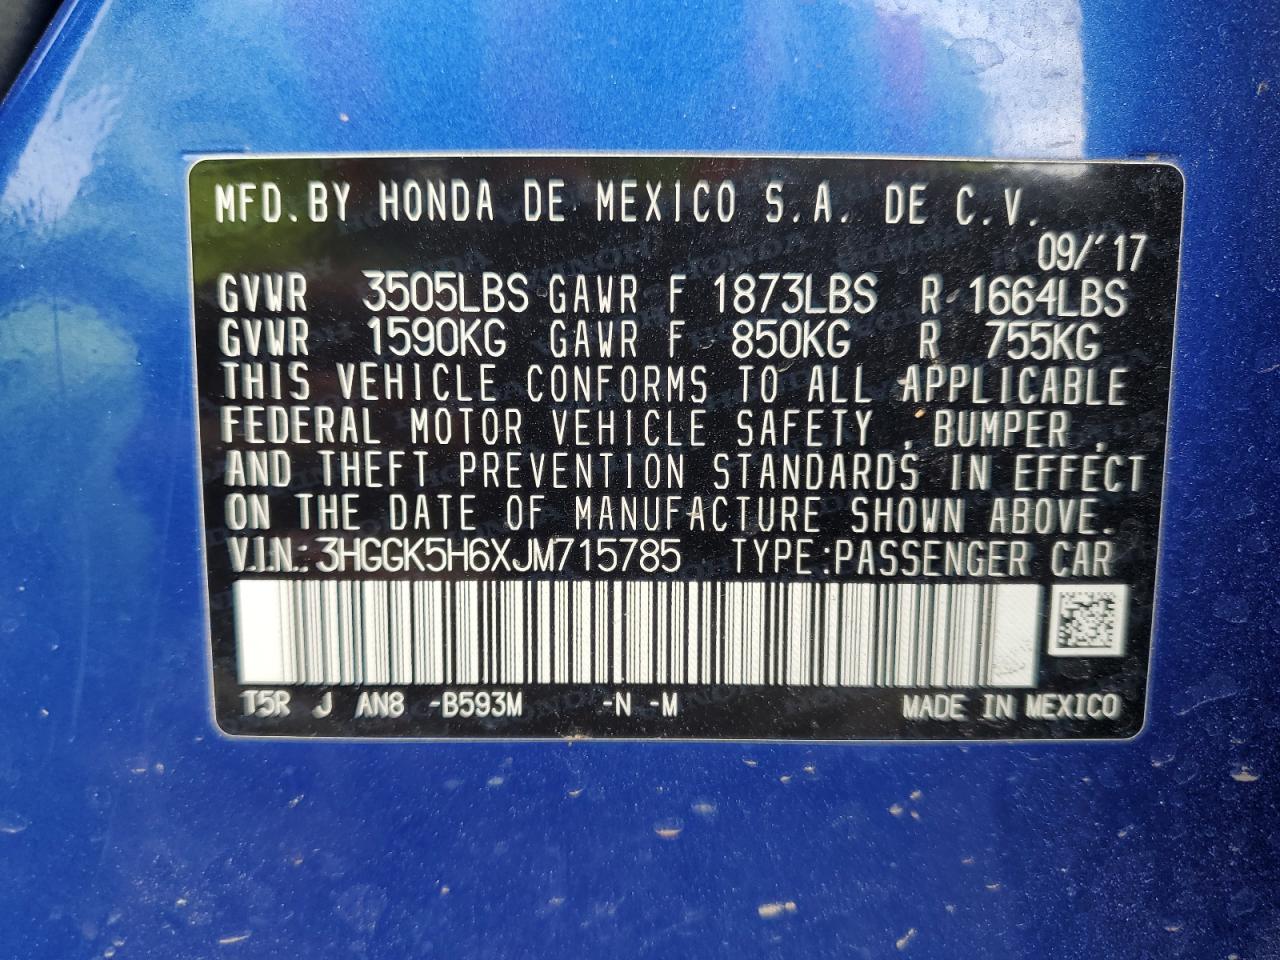 MFD.BY HONDA DE MEXICO S.A. DE C.V.
09/'17
GVWR 3505LBS GAWR F 1873LBS R 1664LBS
GVWR 1590KG GAWR F 850KG R 755KG
THIS VEHICLE CONFORMS TO ALL APPLICABLE
FEDERAL MOTOR VEHICLE SAFETY , BUMPER ,
AND THEFT PREVENTION STANDARDS IN EFFECT
ON THE DATE OF MANUFACTURE SHOWN ABOVE.
V.I.N.: 3HGGK5H6XJM715785 TYPE:PASSENGER CAR
T5R J AN8 -B593M -N -M MADE IN MEXICO